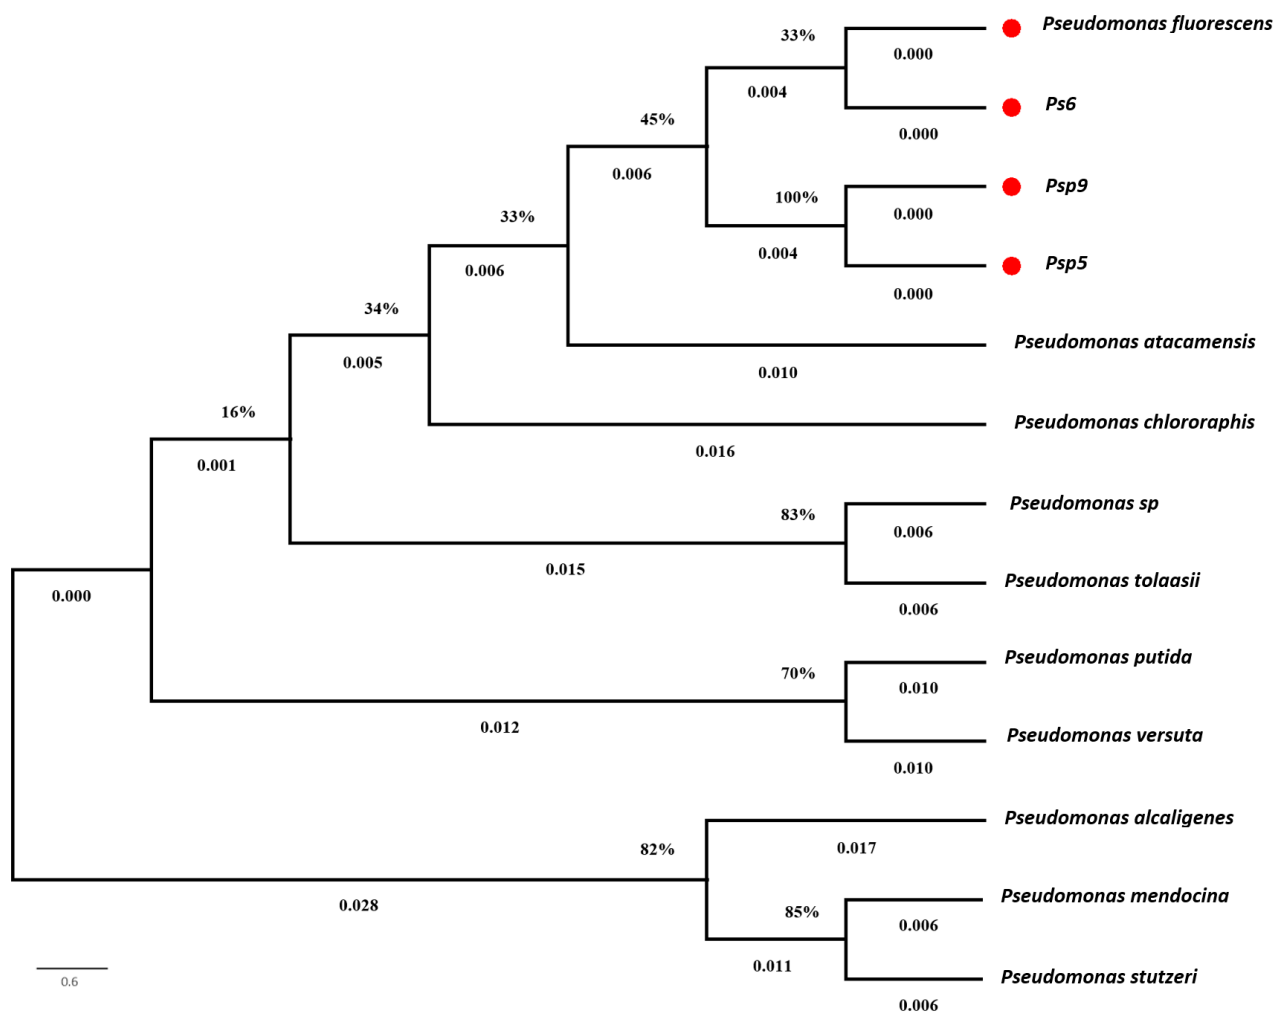 Pseudomonas fluorescens
33%
0.000
0.004
Ps6
45%
0.000
0.006
Psp9
100%
0.000
33%
0.004
Psp5
0.006
0.000
34%
Pseudomonas atacamensis
0.005
0.010
16%
Pseudomonas chlororaphis
0.001
0.016
Pseudomonas sp
83%
0.006
0.015
Pseudomonas tolaasii
0.000
0.006
Pseudomonas putida
70%
0.010
0.012
Pseudomonas versuta
0.010
Pseudomonas alcaligenes
82%
0.017
0.028
Pseudomonas mendocina
85%
0.006
0.011
Pseudomonas stutzeri
0.6
0.006